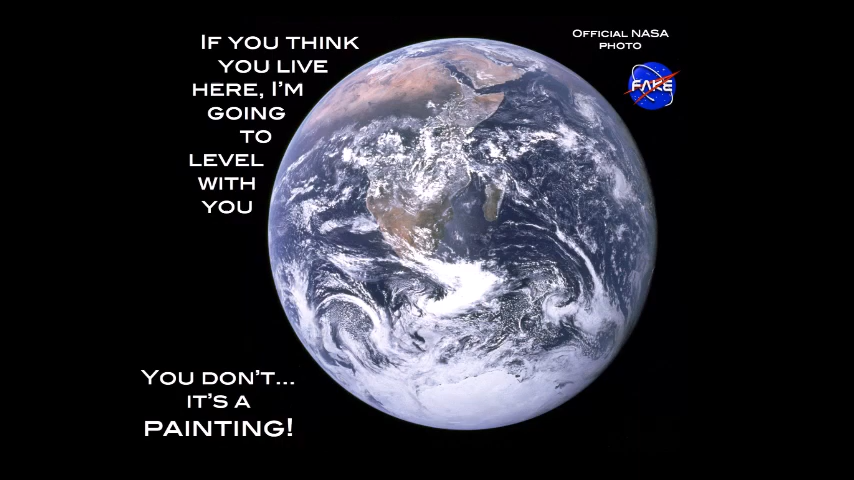 IF YOU THINK
YOU LIVE
HERE, I'M
GOING
TO
LEVEL
WITH
YOU
OFFICIAL NASA
PHOTO
FAKE
YOU DON'T...
IT'S A
PAINTING!